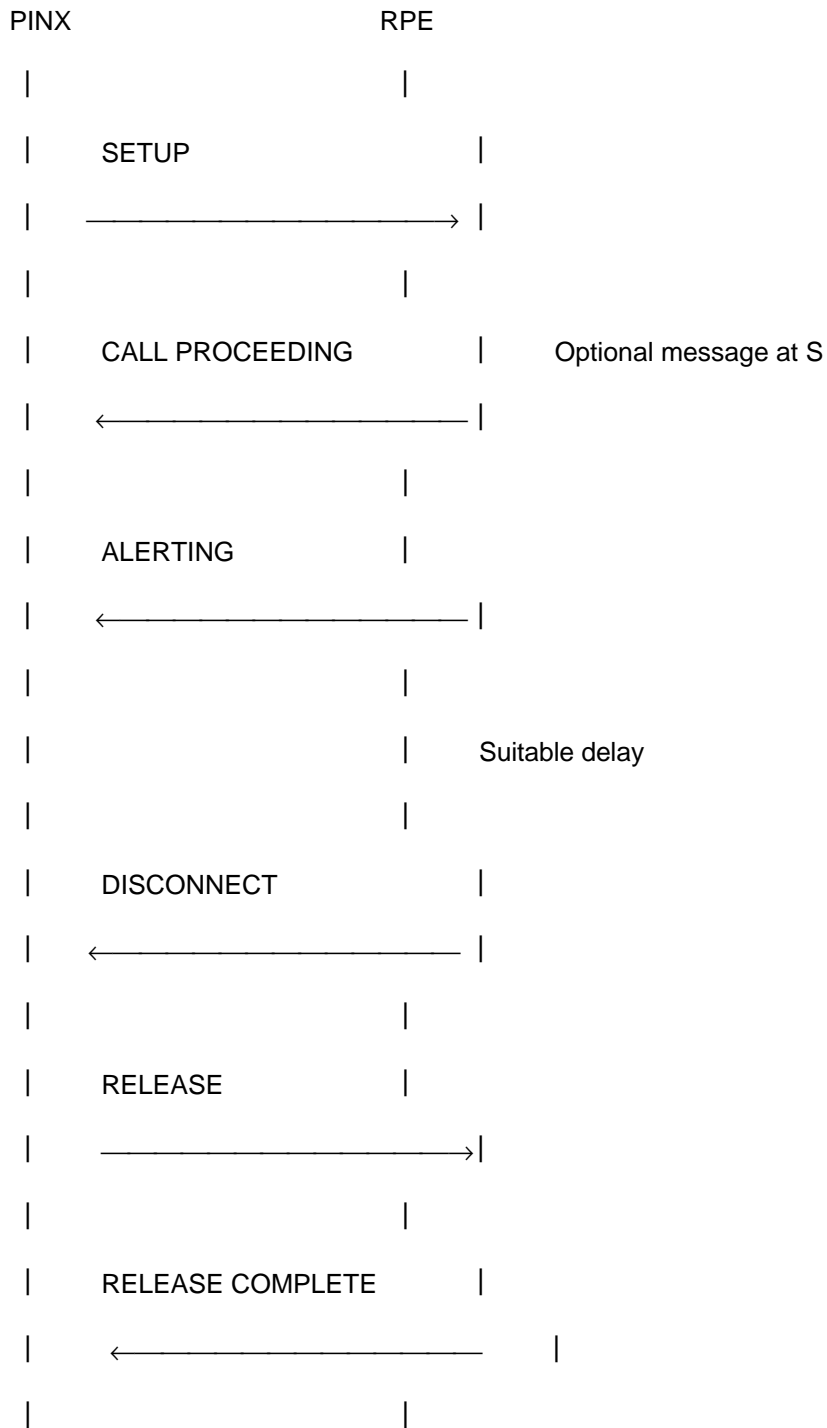 PINX RPE
SETUP
CALL PROCEEDING Optional message at S
ALERTING
Suitable delay
DISCONNECT
RELEASE
RELEASE COMPLETE